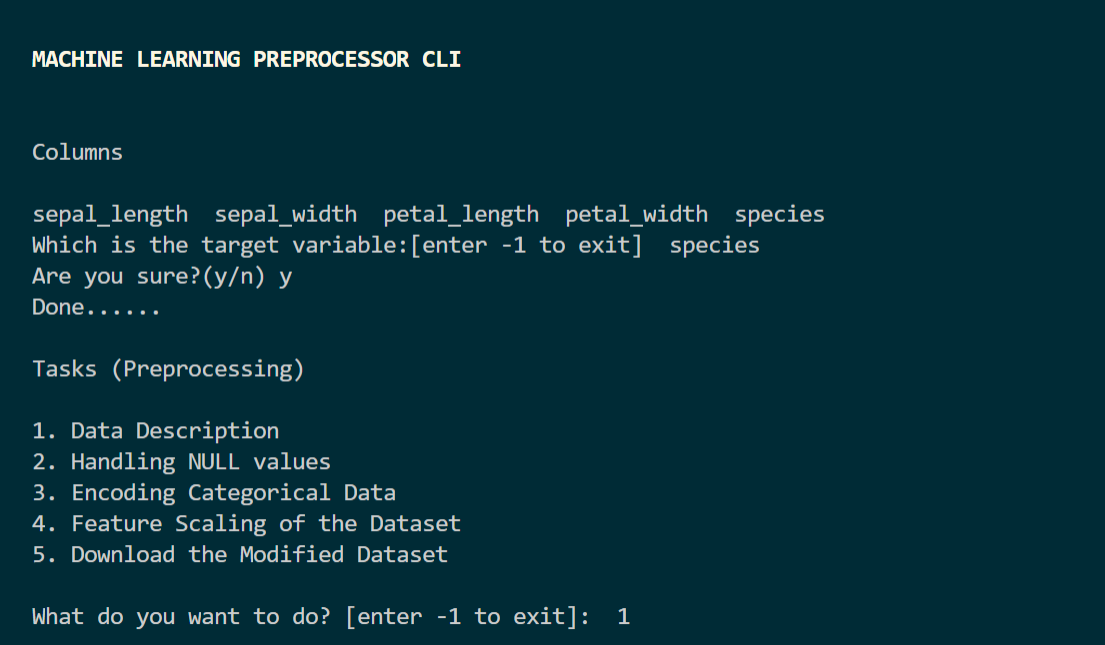 MACHINE LEARNING PREPROCESSOR CLI
Columns
sepal_length  sepal_width  petal_length  petal_width  species
Which is the target variable:[enter -1 to exit]  species
Are you sure?(y/n) y
Done......
Tasks (Preprocessing)
1. Data Description
2. Handling NULL values
3. Encoding Categorical Data
4. Feature Scaling of the Dataset
5. Download the Modified Dataset
What do you want to do? [enter -1 to exit]:  1